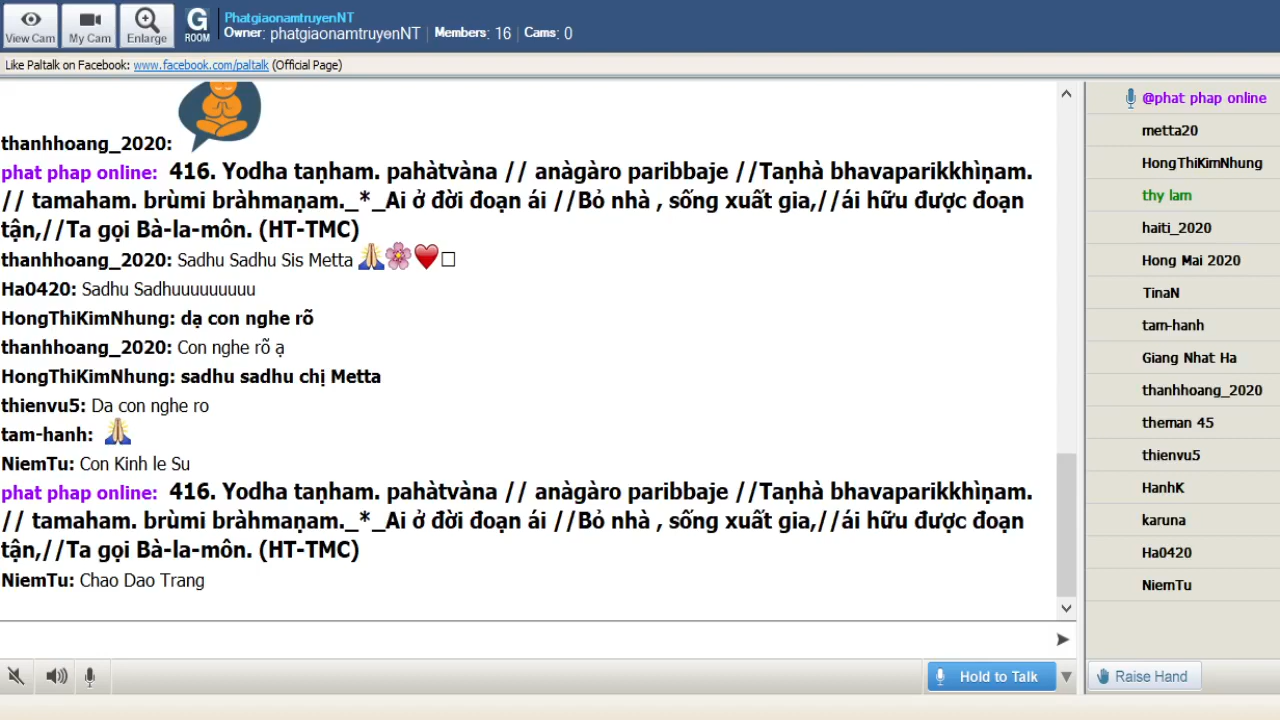 View Cam
My Cam
Enlarge
G
ROOM
PhatgiaonamtruyenNT
Owner: phatgiaonamtruyenNT | Members: 16 | Cams: 0
Like Paltalk on Facebook: www.facebook.com/paltalk (Official Page)
thanhhoang_2020:
phat phap online: 416. Yodha taṇham. pahàtvàna // anàgàro paribbaje //Taṇhà bhavaparikkhìṇam.
// tamaham. brùmi bràhmaṇam._*_Ai ở đời đoạn ái //Bỏ nhà , sống xuất gia,//ái hữu được đoạn
tận,//Ta gọi Bà-la-môn. (HT-TMC)
thanhhoang_2020: Sadhu Sadhu Sis Metta 🙏🌸❤️□
Ha0420: Sadhu Sadhuuuuuuuuu
HongThiKimNhung: dạ con nghe rõ
thanhhoang_2020: Con nghe rõ ạ
HongThiKimNhung: sadhu sadhu chị Metta
thienvu5: Da con nghe ro
tam-hanh: 🙏
NiemTu: Con Kinh le Su
phat phap online: 416. Yodha taṇham. pahàtvàna // anàgàro paribbaje //Taṇhà bhavaparikkhìṇam.
// tamaham. brùmi bràhmaṇam._*_Ai ở đời đoạn ái //Bỏ nhà , sống xuất gia,//ái hữu được đoạn
tận,//Ta gọi Bà-la-môn. (HT-TMC)
NiemTu: Chao Dao Trang
Hold to Talk
@phat phap online
metta20
HongThiKimNhung
thy lam
haiti_2020
Hong Mai 2020
TinaN
tam-hanh
Giang Nhat Ha
thanhhoang_2020
theman 45
thienvu5
HanhK
karuna
Ha0420
NiemTu
Raise Hand